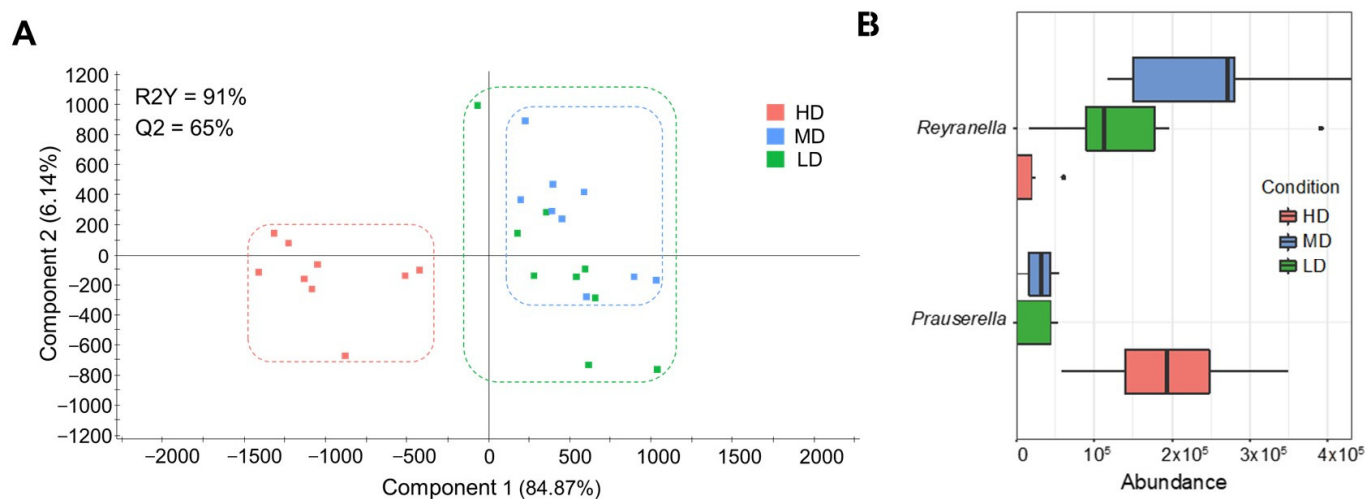 A
R2Y = 91%
Q2 = 65%
HD
MD
LD
1200
1000
800
600
400
200
0
−200
−400
−600
−800
−1000
−1200
Component 2 (6.14%)
−2000
−1500
−1000
−500
0
500
1000
1500
2000
Component 1 (84.87%)
B
Reyranella
Prauserella
Condition
HD
MD
LD
0
10⁵
2x10⁵
3x10⁵
4x10⁵
Abundance